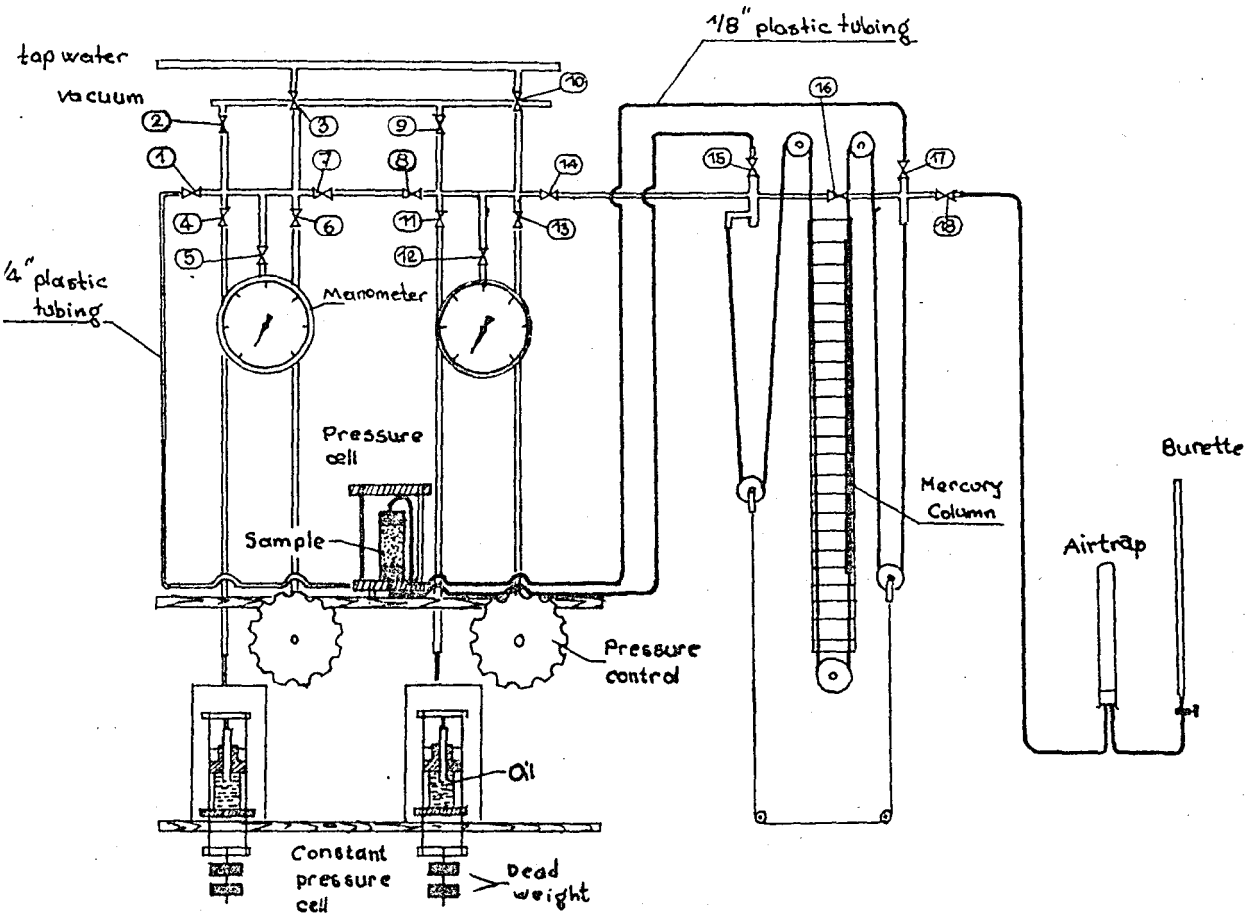 1/8" plastic tubing
tap water
vacuum
10
16
2
3
9
1
7
8
14
15
17
4
6
11
13
18
5
12
1/4" plastic
tubing
Manometer
Pressure
cell
Burette
Mercury
Column
Sample
Airtrap
Pressure
control
Oil
Constant
pressure
cell
Dead
weight